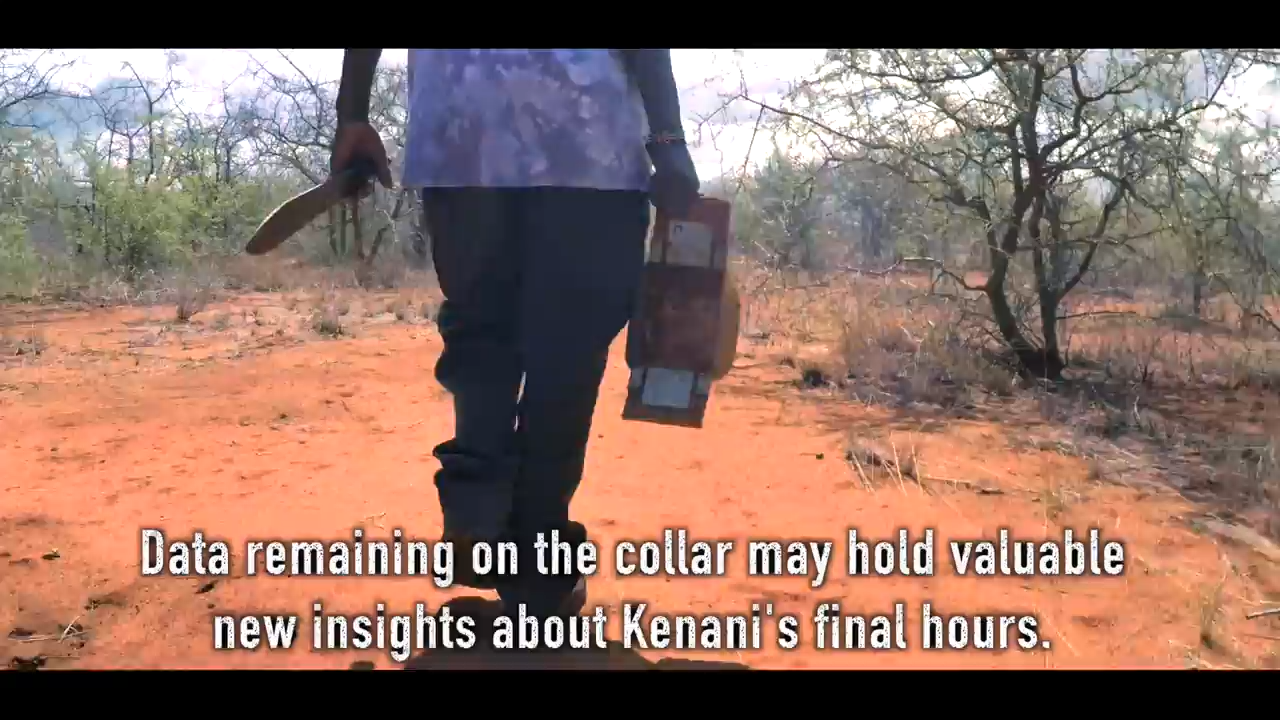 Data remaining on the collar may hold valuable
new insights about Kenani's final hours.